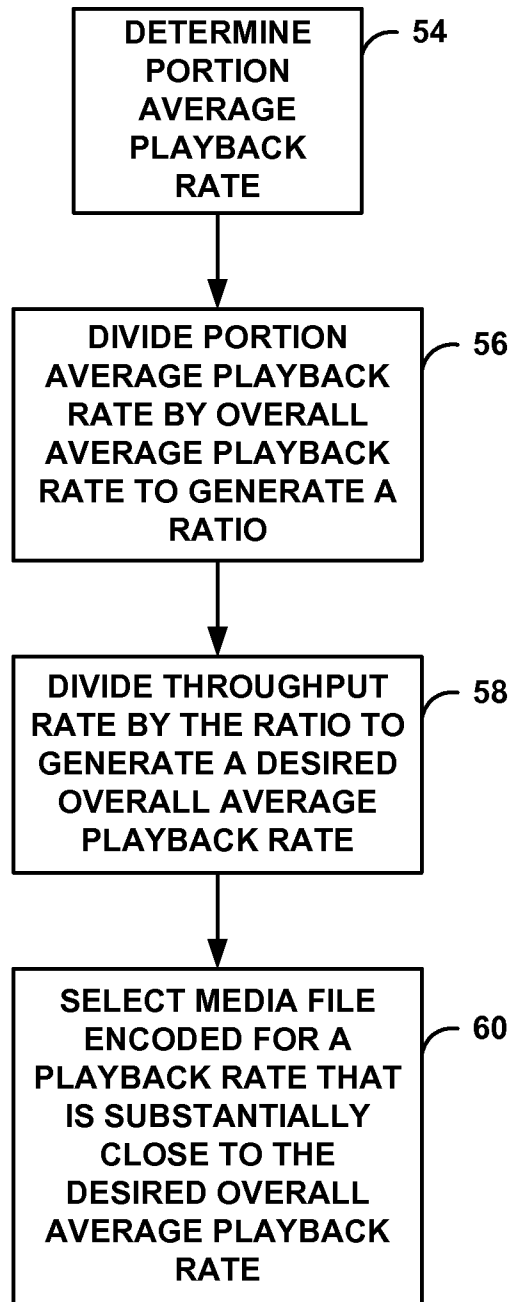 DETERMINE
PORTION
AVERAGE
PLAYBACK
RATE
54
DIVIDE PORTION
AVERAGE PLAYBACK
RATE BY OVERALL
AVERAGE PLAYBACK
RATE TO GENERATE A
RATIO
56
DIVIDE THROUGHPUT
RATE BY THE RATIO TO
GENERATE A DESIRED
OVERALL AVERAGE
PLAYBACK RATE
58
SELECT MEDIA FILE
ENCODED FOR A
PLAYBACK RATE THAT
IS SUBSTANTIALLY
CLOSE TO THE
DESIRED OVERALL
AVERAGE PLAYBACK
RATE
60